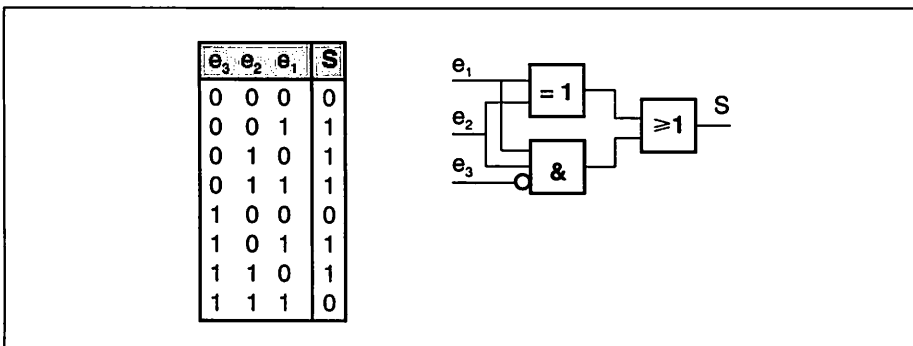 e₃ e₂ e₁ S
0 0 0 0
0 0 1 1
0 1 0 1
0 1 1 1
1 0 0 0
1 0 1 1
1 1 0 1
1 1 1 0
e₁
= 1
e₂
⩾1
S
e₃
&